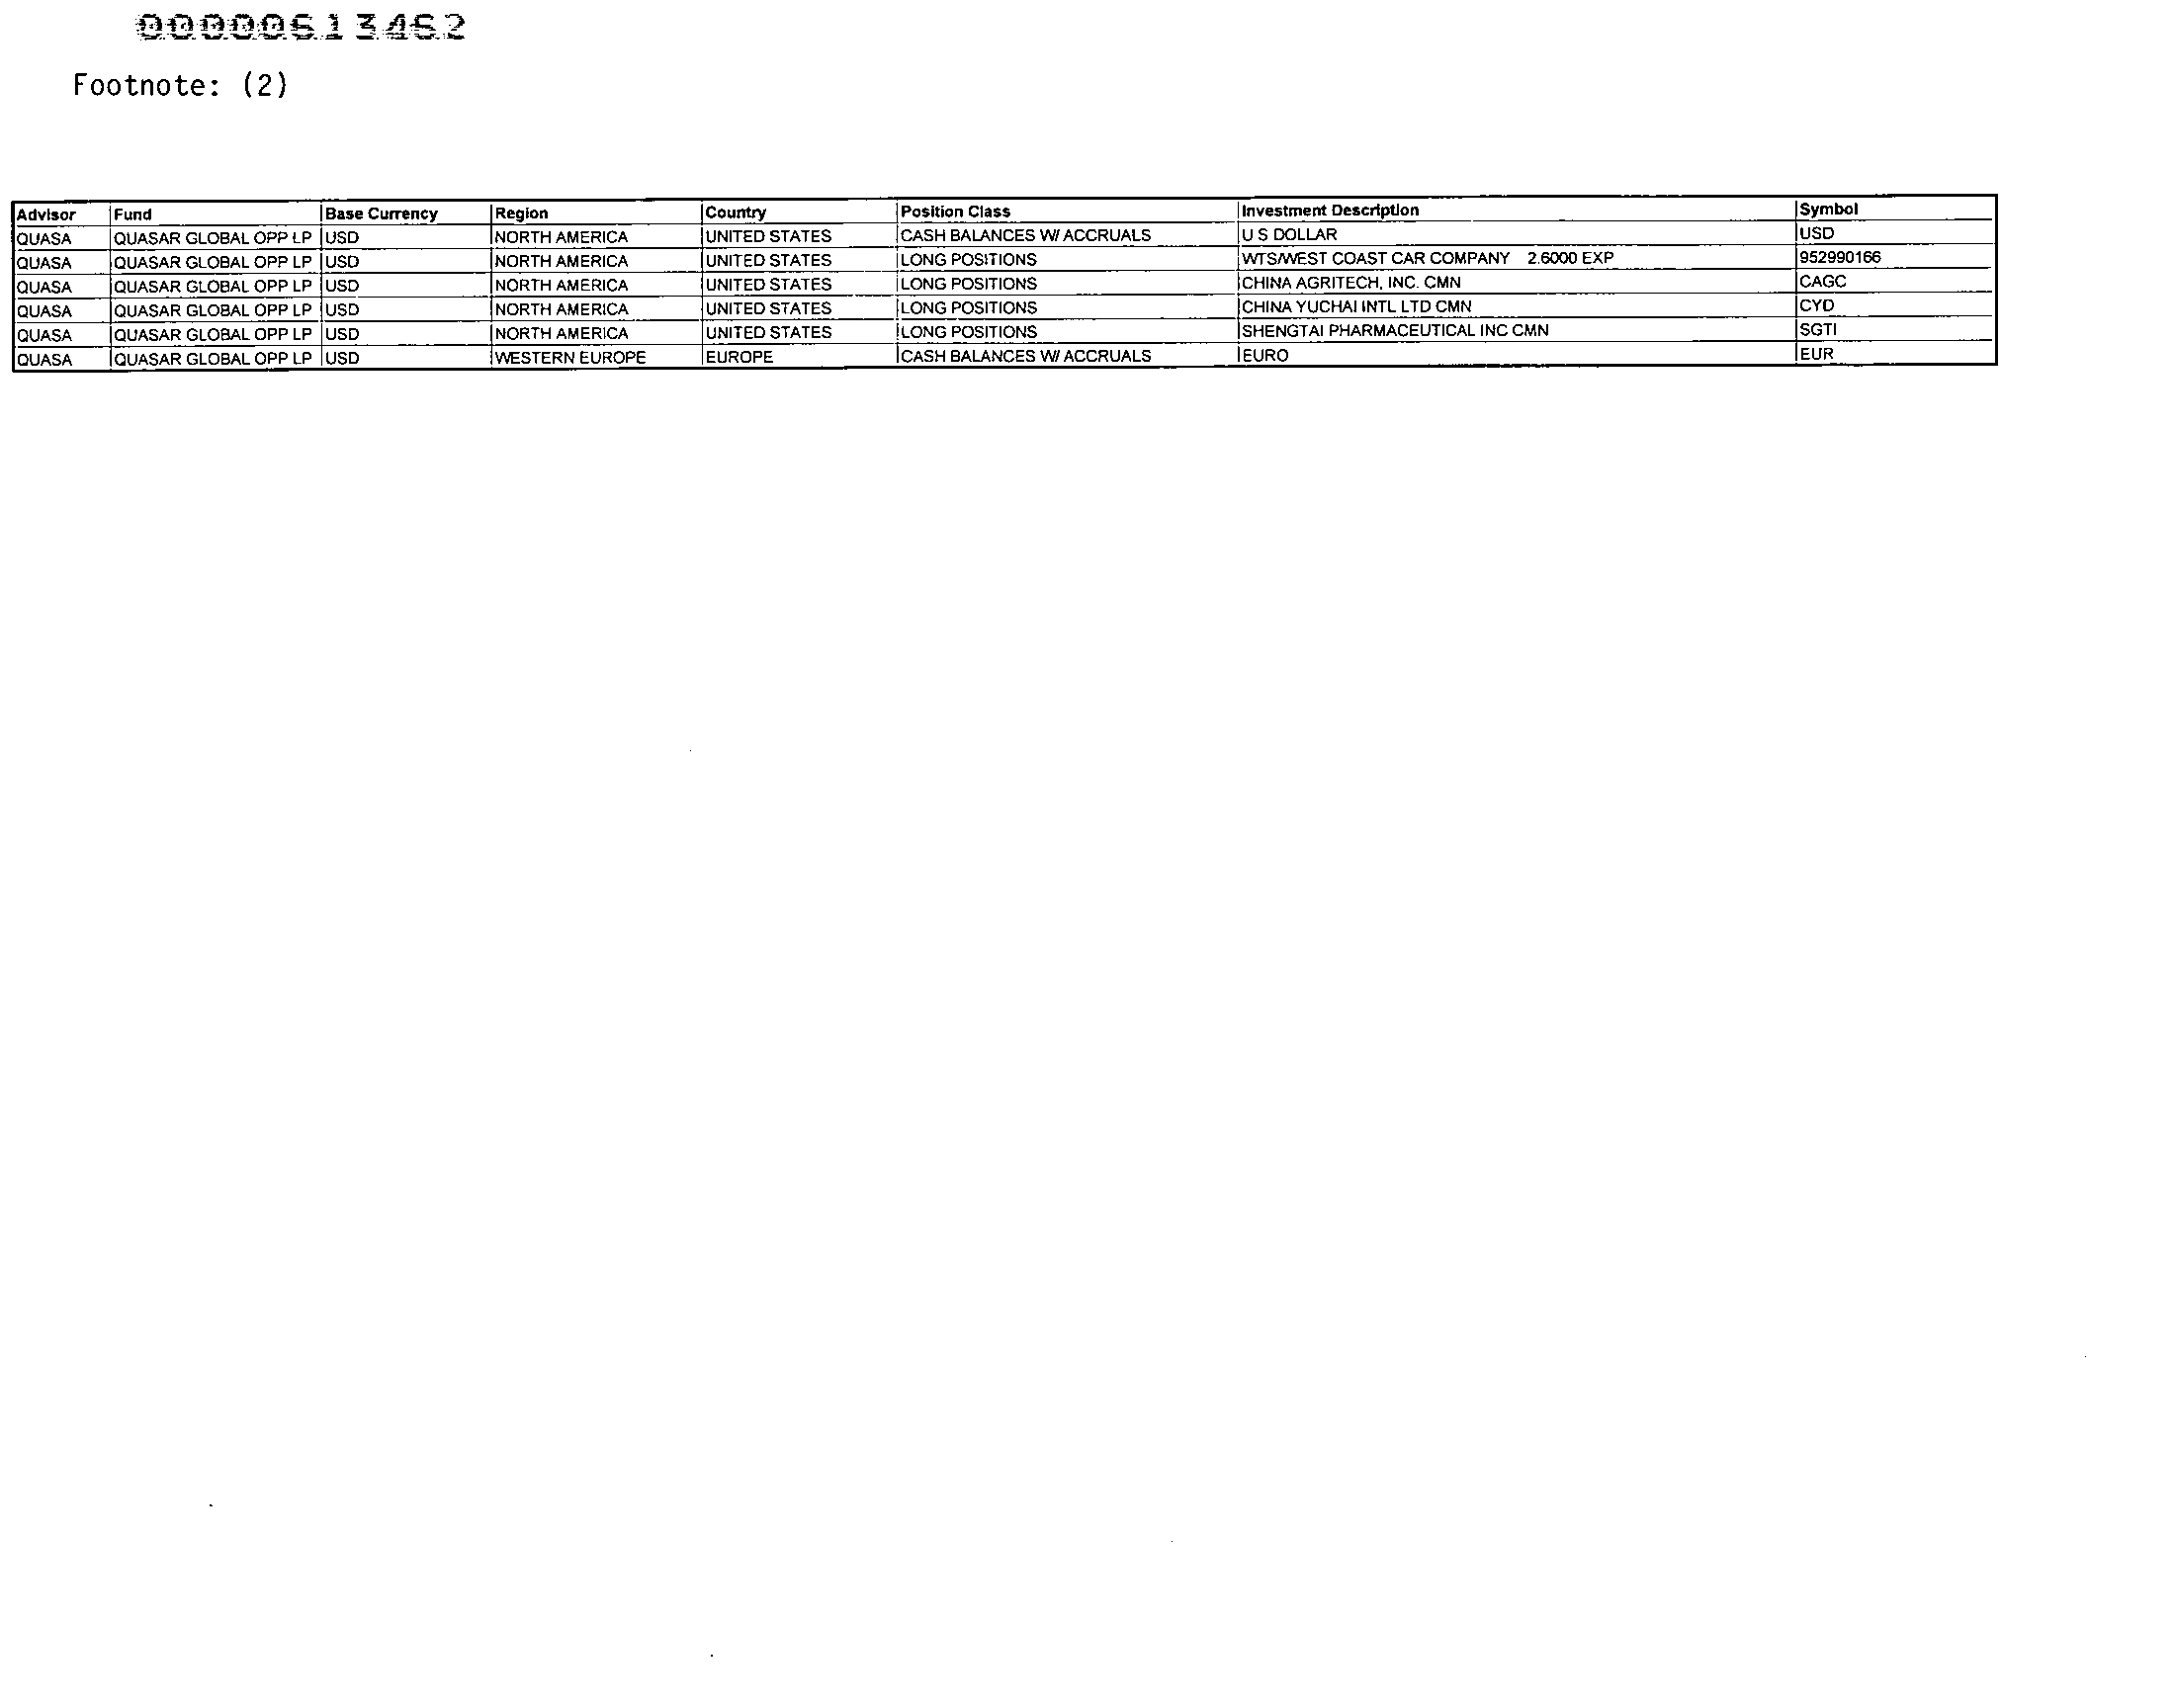 00000613462
Footnote: (2)
Advisor Fund Base Currency Region Country Position Class Investment Description Symbol
QUASA QUASAR GLOBAL OPP LP USD NORTH AMERICA UNITED STATES CASH BALANCES W/ ACCRUALS U S DOLLAR USD
QUASA QUASAR GLOBAL OPP LP USD NORTH AMERICA UNITED STATES LONG POSITIONS WTS/WEST COAST CAR COMPANY 2.6000 EXP 952990166
QUASA QUASAR GLOBAL OPP LP USD NORTH AMERICA UNITED STATES LONG POSITIONS CHINA AGRITECH, INC. CMN CAGC
QUASA QUASAR GLOBAL OPP LP USD NORTH AMERICA UNITED STATES LONG POSITIONS CHINA YUCHAI INTL LTD CMN CYD
QUASA QUASAR GLOBAL OPP LP USD NORTH AMERICA UNITED STATES LONG POSITIONS SHENGTAI PHARMACEUTICAL INC CMN SGTI
QUASA QUASAR GLOBAL OPP LP USD WESTERN EUROPE EUROPE CASH BALANCES W/ ACCRUALS EURO EUR